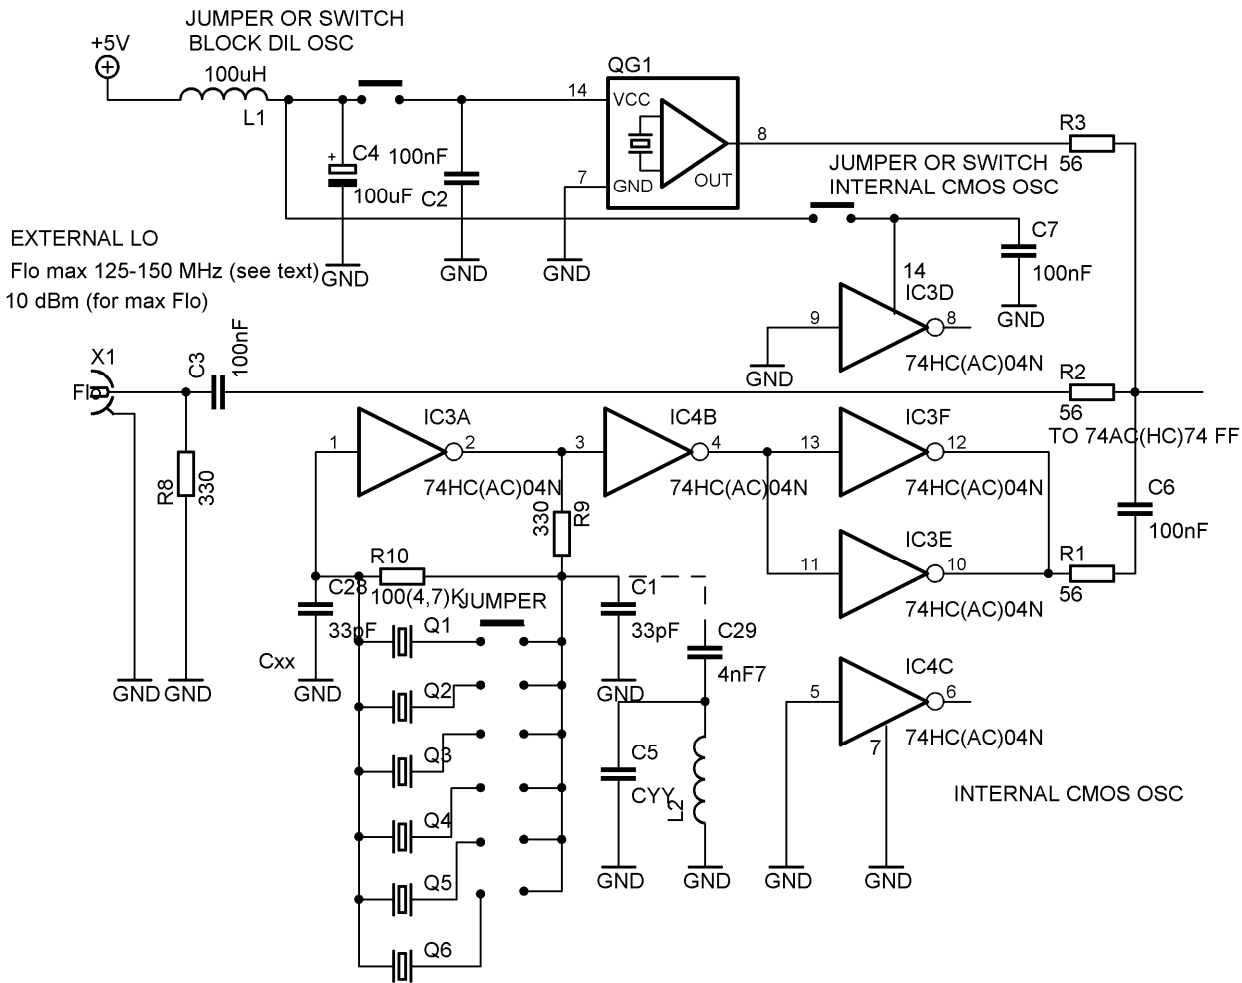 JUMPER OR SWITCH
BLOCK DIL OSC
+5V
100uH
L1
C4
+
100uF
100nF
C2
GND
GND
GND
QG1
14
VCC
7
GND
OUT
8
R3
56
JUMPER OR SWITCH
INTERNAL CMOS OSC
C7
100nF
GND
14
IC3D
9
8
74HC(AC)04N
GND
EXTERNAL LO
Flo max 125-150 MHz (see text)
10 dBm (for max Flo)
X1
Flo
C3
100nF
R8
330
GND
GND
R2
56
TO 74AC(HC)74 FF
IC3A
1
2
74HC(AC)04N
IC4B
3
4
74HC(AC)04N
IC3F
13
12
74HC(AC)04N
IC3E
11
10
74HC(AC)04N
C6
100nF
R1
56
330
R9
R10
100(4,7)K
C28
33pF
Cxx
GND
JUMPER
Q1
Q2
Q3
Q4
Q5
Q6
C1
33pF
GND
C29
4nF7
C5
CYY
L2
GND
GND
IC4C
5
6
7
74HC(AC)04N
GND
GND
INTERNAL CMOS OSC